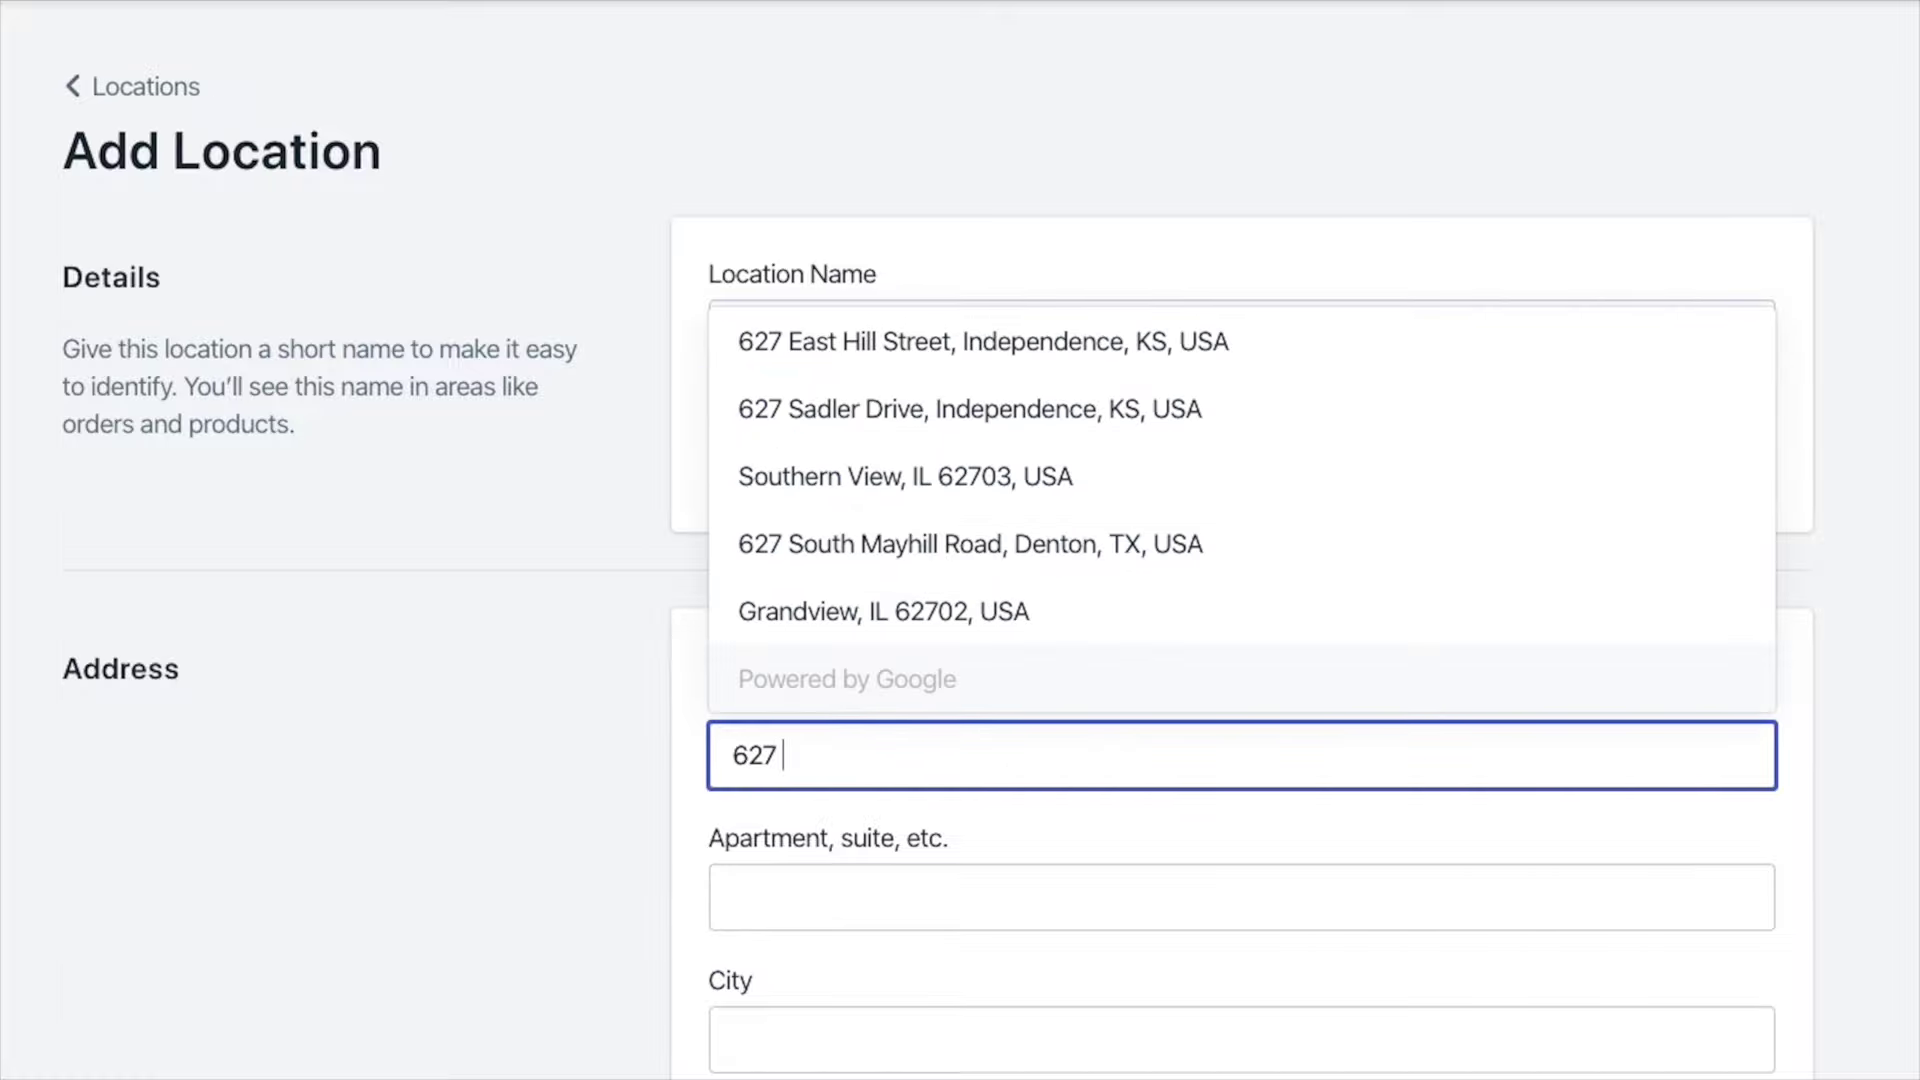 Locations
Add Location
Details
Give this location a short name to make it easy
to identify. You'll see this name in areas like
orders and products.
Location Name
627 East Hill Street, Independence, KS, USA
627 Sadler Drive, Independence, KS, USA
Southern View, IL 62703, USA
627 South Mayhill Road, Denton, TX, USA
Grandview, IL 62702, USA
Powered by Google
Address
627
Apartment, suite, etc.
City